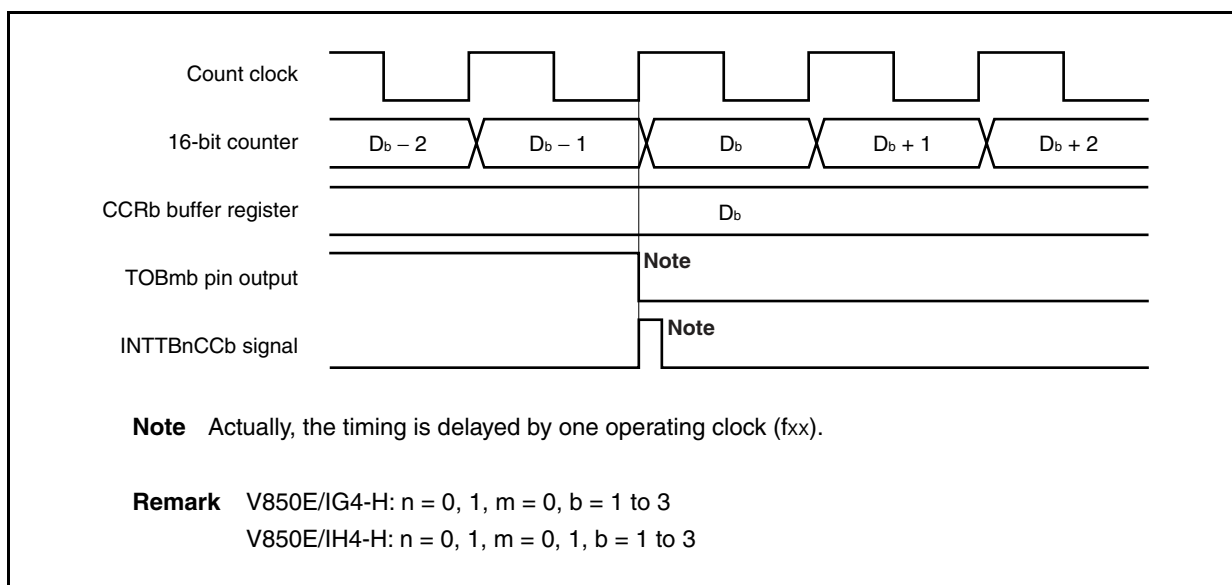 Count clock
16-bit counter
Db − 2
Db − 1
Db
Db + 1
Db + 2
CCRb buffer register
Db
TOBmb pin output
Note
INTTBnCCb signal
Note
Note Actually, the timing is delayed by one operating clock (fxx).
Remark V850E/IG4-H: n = 0, 1, m = 0, b = 1 to 3
V850E/IH4-H: n = 0, 1, m = 0, 1, b = 1 to 3